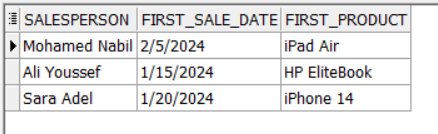 SALESPERSON FIRST_SALE_DATE FIRST_PRODUCT
Mohamed Nabil 2/5/2024 iPad Air
Ali Youssef 1/15/2024 HP EliteBook
Sara Adel 1/20/2024 iPhone 14